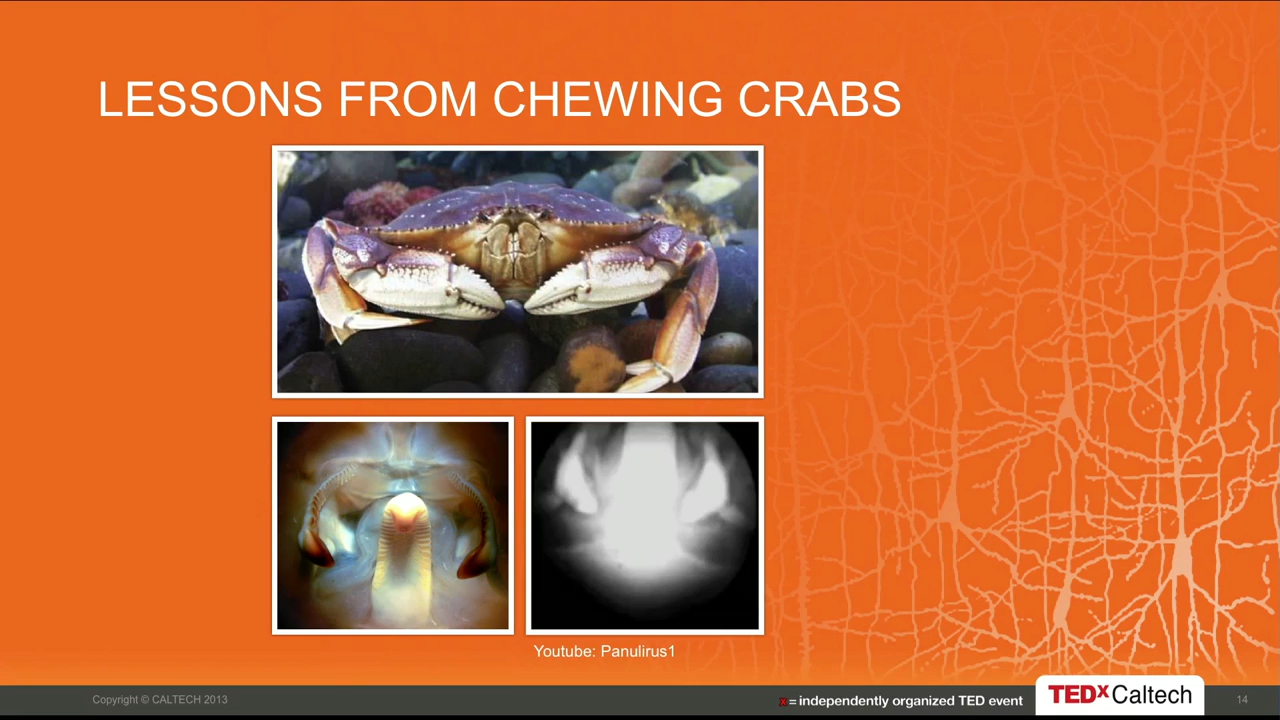 LESSONS FROM CHEWING CRABS
Youtube: Panulirus1
Copyright © CALTECH 2013
x = independently organized TED event
TEDxCaltech
14